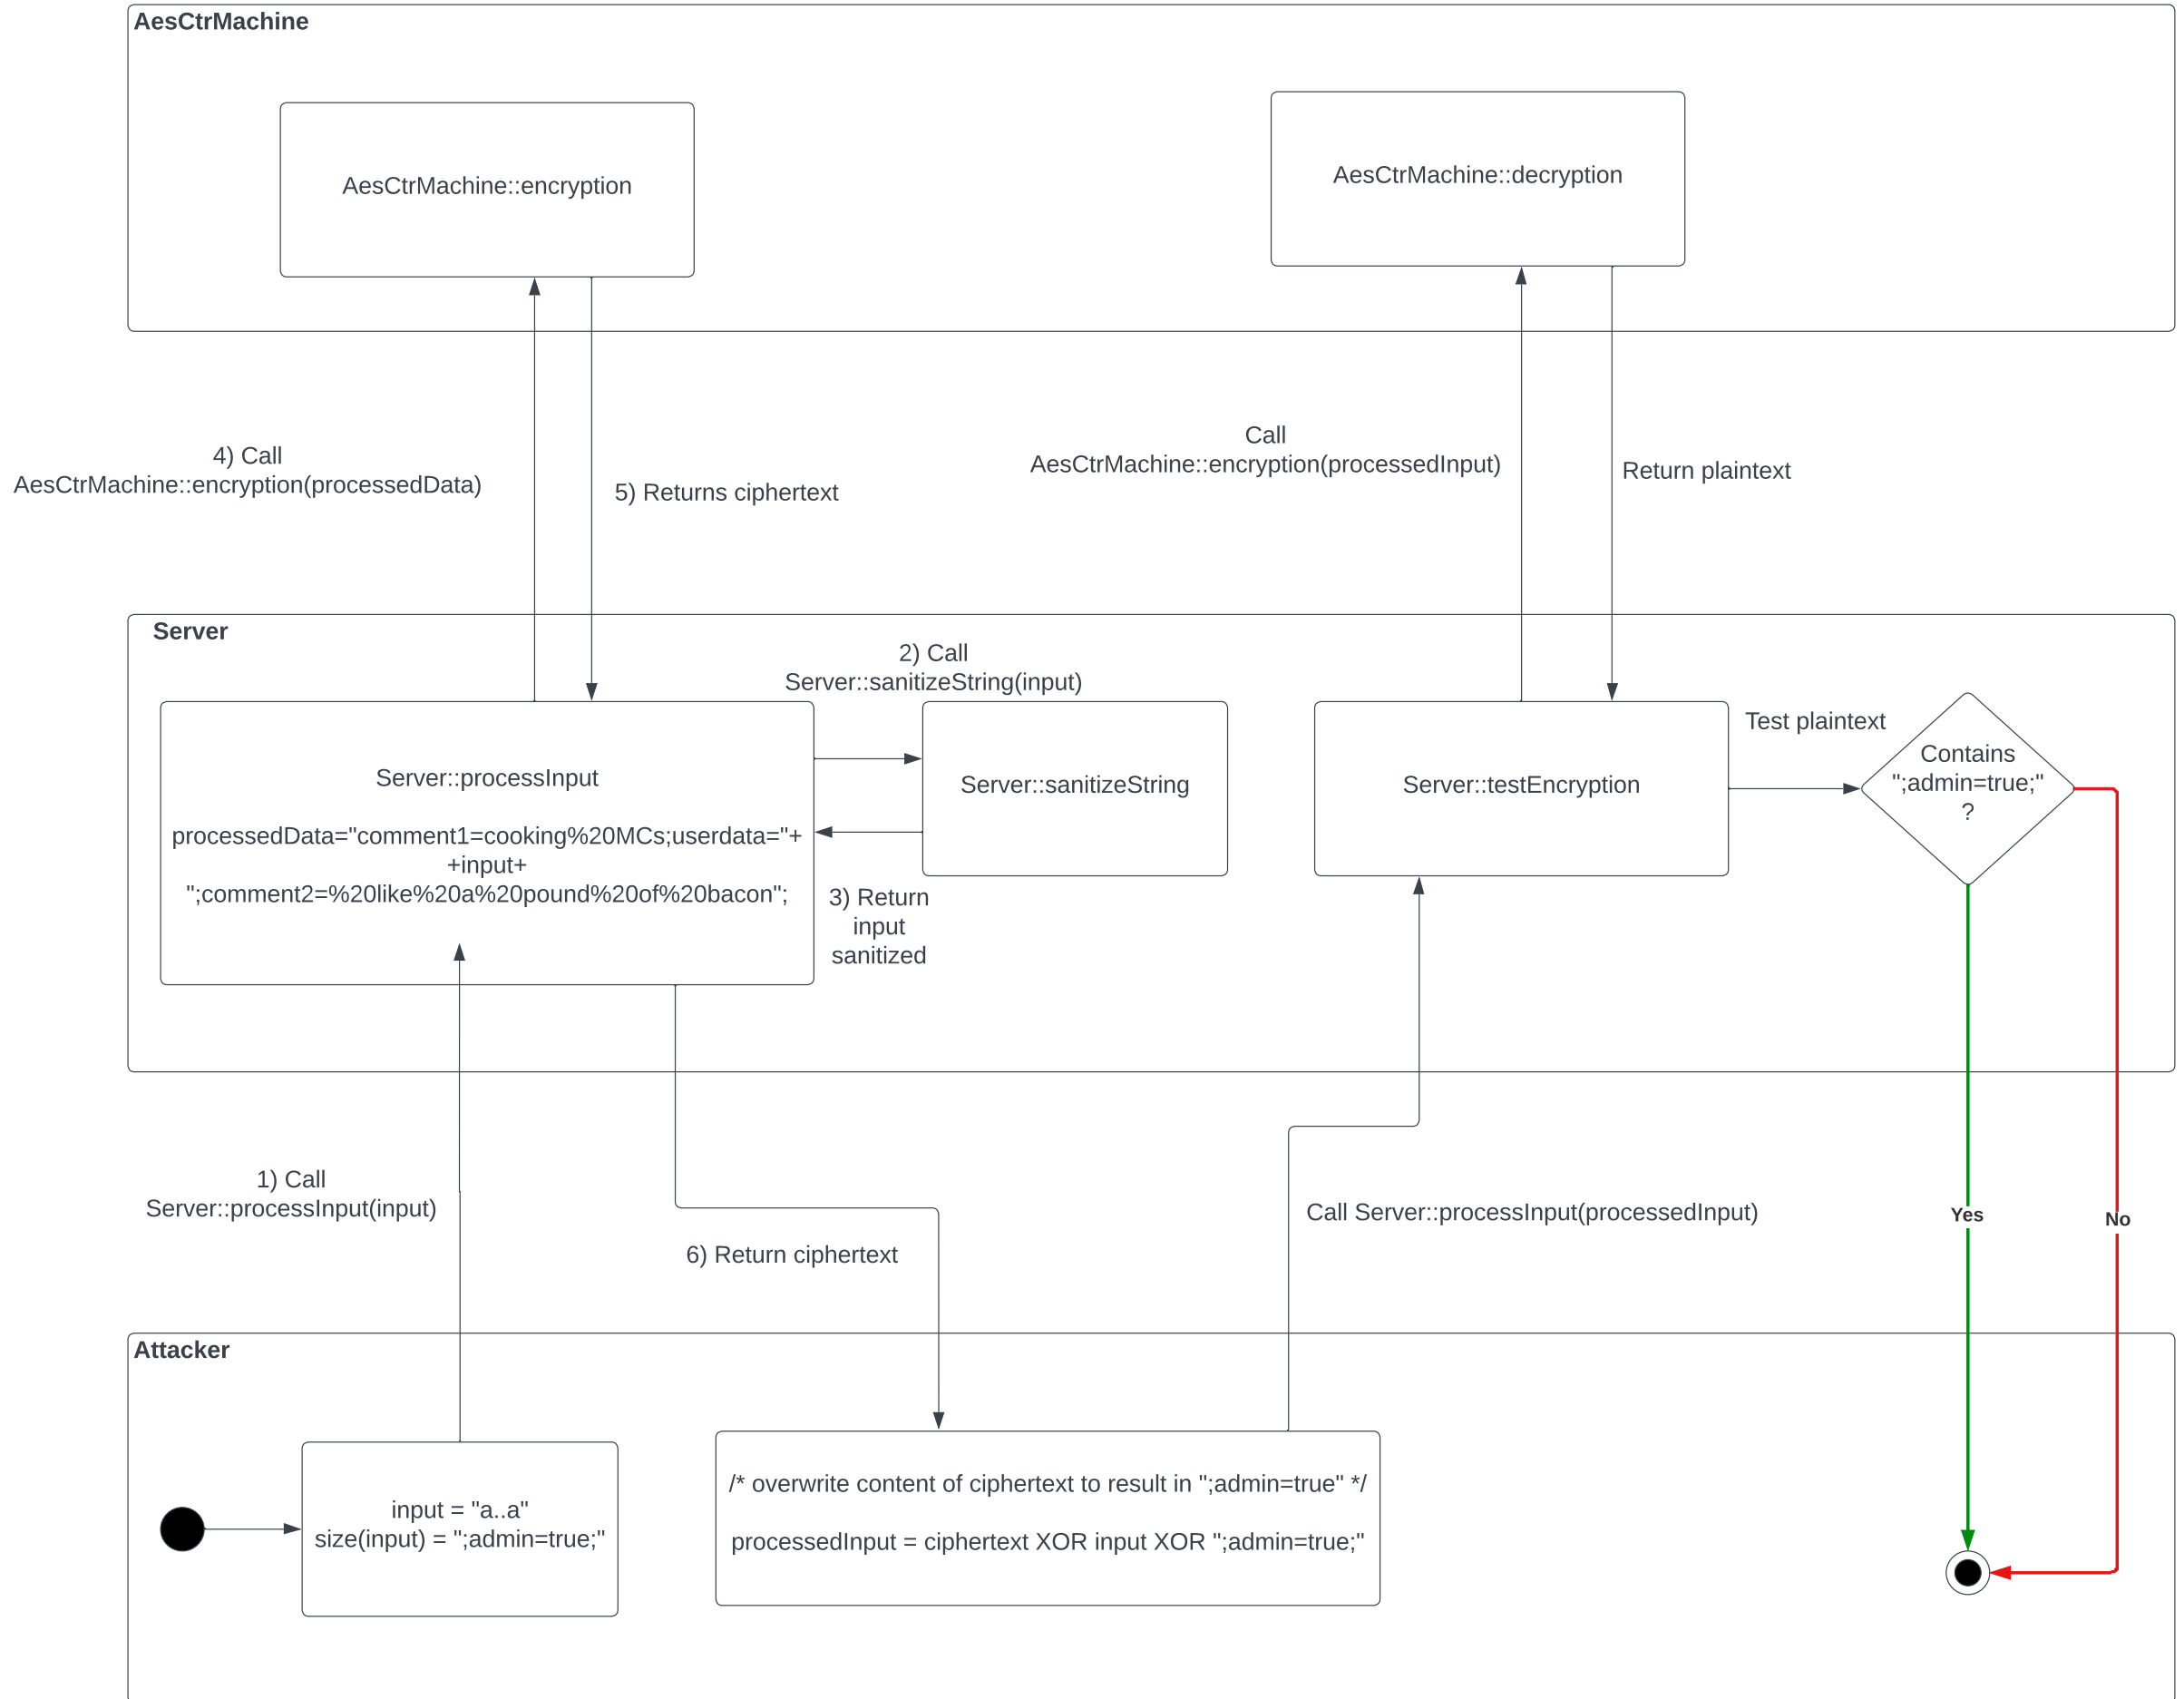 AesCtrMachine
AesCtrMachine::encryption
AesCtrMachine::decryption
4) Call
AesCtrMachine::encryption(processedData)
5) Returns ciphertext
Call
AesCtrMachine::encryption(processedInput)
Return plaintext
Server
2) Call
Server::sanitizeString(input)
Server::processInput
processedData="comment1=cooking%20MCs;userdata="+
+input+
";comment2=%20like%20a%20pound%20of%20bacon";
Server::sanitizeString
3) Return
input
sanitized
Server::testEncryption
Test plaintext
Contains
";admin=true;"
?
1) Call
Server::processInput(input)
6) Return ciphertext
Call Server::processInput(processedInput)
Yes
No
Attacker
input = "a..a"
size(input) = ";admin=true;"
/* overwrite content of ciphertext to result in ";admin=true" */
processedInput = ciphertext XOR input XOR ";admin=true;"